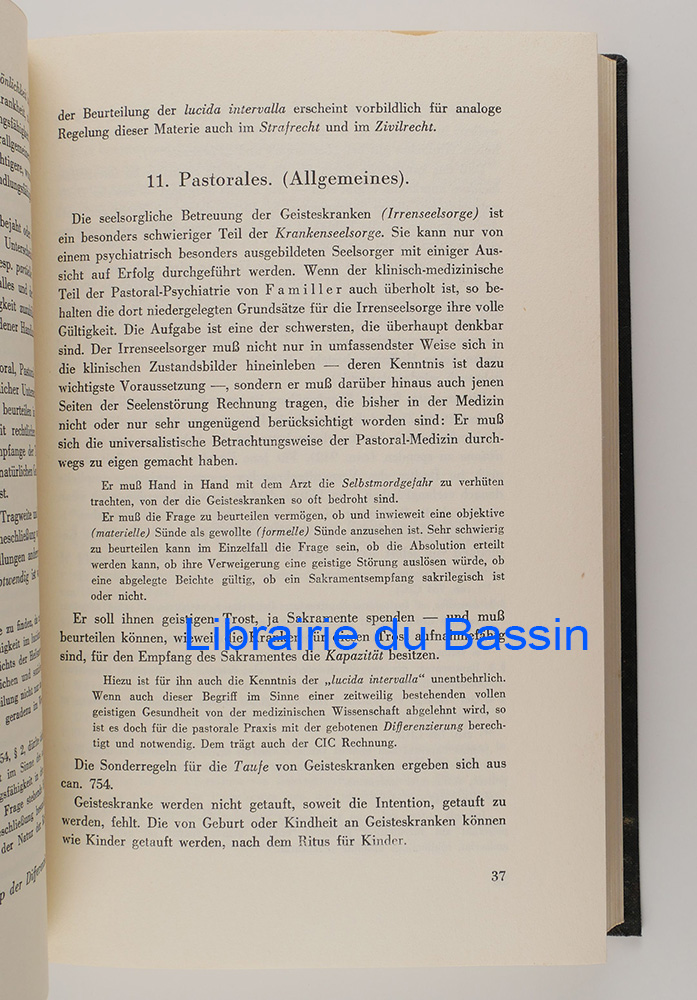 der Beurteilung der lucida intervalla erscheint vorbildlich für analoge
Regelung dieser Materie auch im Strafrecht und im Zivilrecht.
11. Pastorales. (Allgemeines).
Die seelsorgliche Betreuung der Geisteskranken (Irrenseelsorge) ist
ein besonders schwieriger Teil der Krankenseelsorge. Sie kann nur von
einem psychiatrisch besonders ausgebildeten Seelsorger mit einiger Aus-
sicht auf Erfolg durchgeführt werden. Wenn der klinisch-medizinische
Teil der Pastoral-Psychiatrie von Familler auch überholt ist, so be-
halten die dort niedergelegten Grundsätze für die Irrenseelsorge ihre volle
Gültigkeit. Die Aufgabe ist eine der schwersten, die überhaupt denkbar
sind. Der Irrenseelsorger muß nicht nur in umfassendster Weise sich in
die klinischen Zustandsbilder hineinleben — deren Kenntnis ist dazu
wichtigste Voraussetzung —, sondern er muß darüber hinaus auch jenen
Seiten der Seelenstörung Rechnung tragen, die bisher in der Medizin
nicht oder nur sehr ungenügend berücksichtigt worden sind: Er muß
sich die universalistische Betrachtungsweise der Pastoral-Medizin durch-
wegs zu eigen gemacht haben.
Er muß Hand in Hand mit dem Arzt die Selbstmordgefahr zu verhüten
trachten, von der die Geisteskranken so oft bedroht sind.
Er muß die Frage zu beurteilen vermögen, ob und inwieweit eine objektive
(materielle) Sünde als gewollte (formelle) Sünde anzusehen ist. Sehr schwierig
zu beurteilen kann im Einzelfall die Frage sein, ob die Absolution erteilt
werden kann, ob ihre Verweigerung eine geistige Störung auslösen würde, ob
eine abgelegte Beichte gültig, ob ein Sakramentsempfang sakrilegisch ist
oder nicht.
Er soll ihnen geistigen Trost, ja Sakramente spenden — und muß
beurteilen können, wieweit die Kranken für diesen Trost aufnahmefähig
sind, für den Empfang des Sakramentes die Kapazität besitzen.
Librairie du Bassin
Hiezu ist für ihn auch die Kenntnis der „lucida intervalla" unentbehrlich.
Wenn auch dieser Begriff im Sinne einer zeitweilig bestehenden vollen
geistigen Gesundheit von der medizinischen Wissenschaft abgelehnt wird, so
ist es doch für die pastorale Praxis mit der gebotenen Differenzierung berech-
tigt und notwendig. Dem trägt auch der CIC Rechnung.
Die Sonderregeln für die Taufe von Geisteskranken ergeben sich aus
can. 754.
Geisteskranke werden nicht getauft, soweit die Intention, getauft zu
werden, fehlt. Die von Geburt oder Kindheit an Geisteskranken können
wie Kinder getauft werden, nach dem Ritus für Kinder.
37